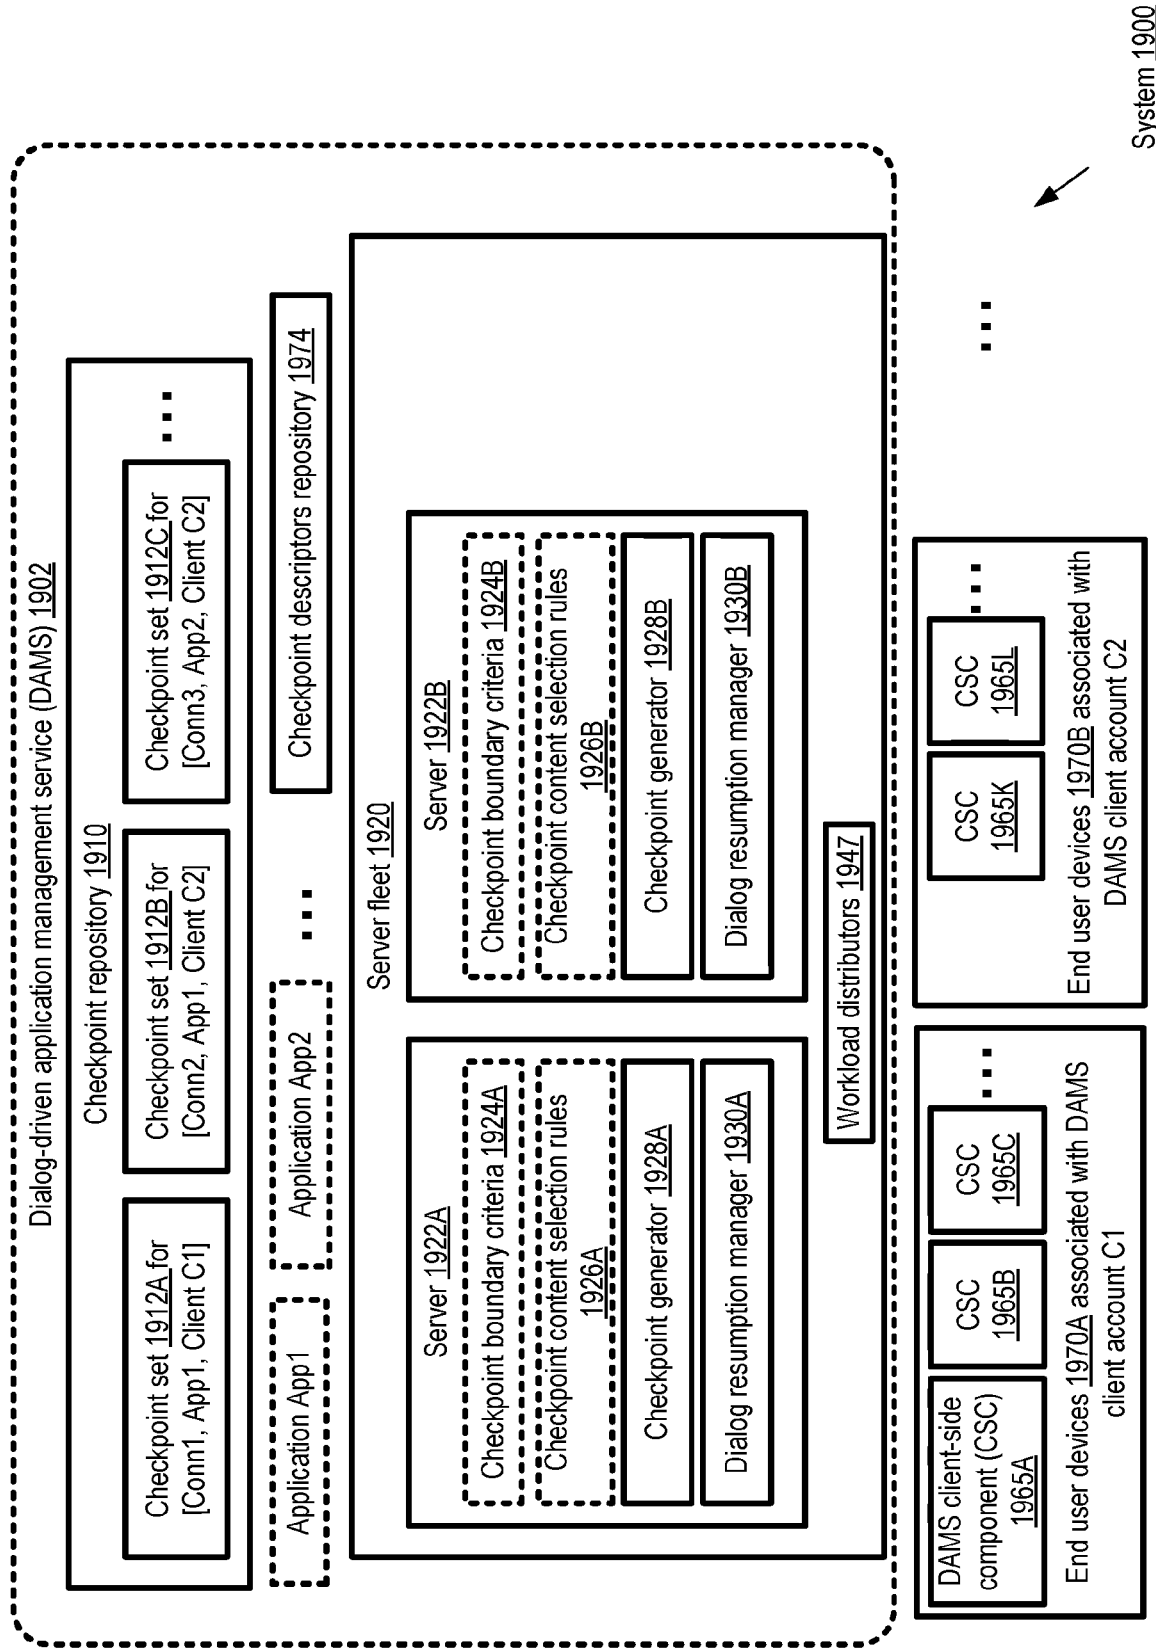 Dialog-driven application management service (DAMS) 1902
Checkpoint repository 1910
Checkpoint set 1912A for
[Conn1, App1, Client C1]
Checkpoint set 1912B for
[Conn2, App1, Client C2]
Checkpoint set 1912C for
[Conn3, App2, Client C2]
...
Application App1
Application App2
...
Checkpoint descriptors repository 1974
Server fleet 1920
Server 1922A
Checkpoint boundary criteria 1924A
Checkpoint content selection rules
1926A
Checkpoint generator 1928A
Dialog resumption manager 1930A
Server 1922B
Checkpoint boundary criteria 1924B
Checkpoint content selection rules
1926B
Checkpoint generator 1928B
Dialog resumption manager 1930B
Workload distributors 1947
DAMS client-side
component (CSC)
1965A
CSC
1965B
CSC
1965C
...
End user devices 1970A associated with DAMS
client account C1
CSC
1965K
CSC
1965L
...
End user devices 1970B associated with
DAMS client account C2
...
System 1900